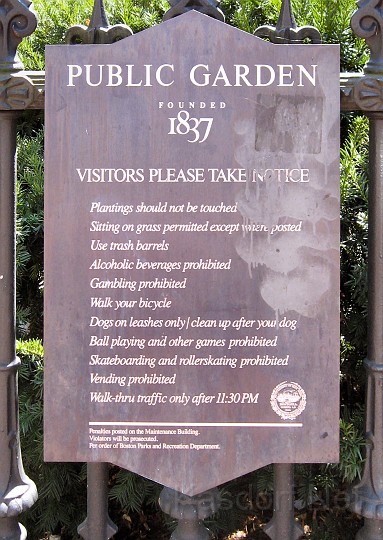 PUBLIC GARDEN
FOUNDED
1837
VISITORS PLEASE TAKE NOTICE
Plantings should not be touched
Sitting on grass permitted except where posted
Use trash barrels
Alcoholic beverages prohibited
Gambling prohibited
Walk your bicycle
Dogs on leashes only | clean up after your dog
Ball playing and other games prohibited
Skateboarding and rollerskating prohibited
Vending prohibited
Walk-thru traffic only after 11:30 PM
Penalties posted on the Maintenance Building.
Violators will be prosecuted.
Per order of Boston Parks and Recreation Department.